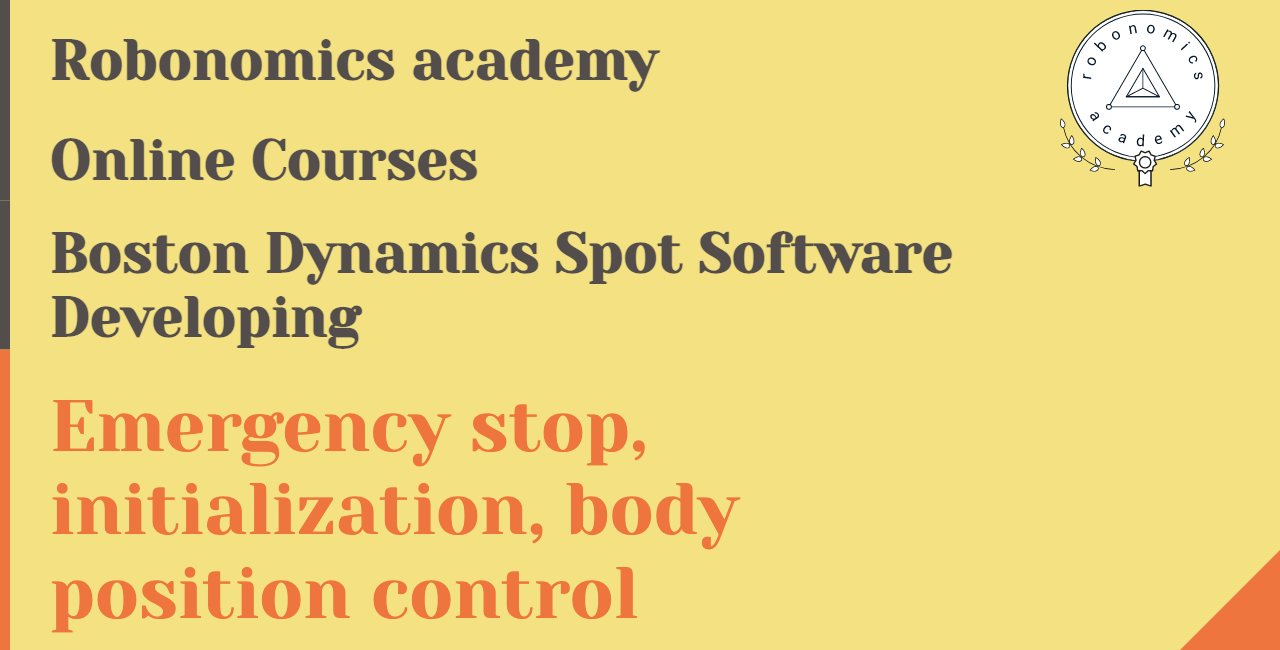 Robonomics academy
Online Courses
Boston Dynamics Spot Software
Developing
Emergency stop,
initialization, body
position control
robonomics
academy